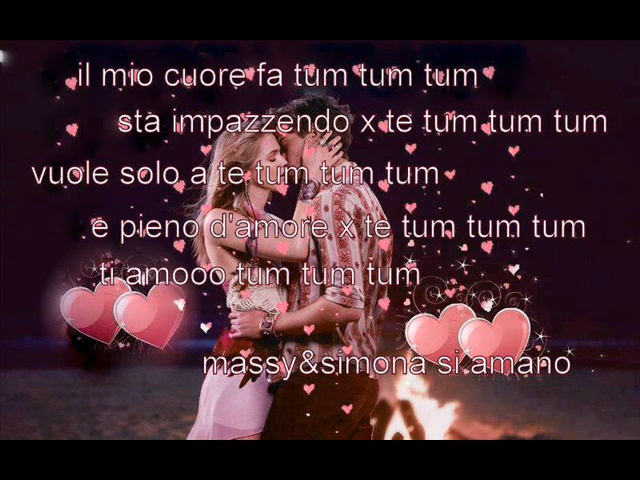 il mio cuore fa tum tum tum
sta impazzendo x te tum tum tum
vuole solo a te tum tum tum
e pieno d'amore x te tum tum tum
ti amooo tum tum tum
massy&simona si amano